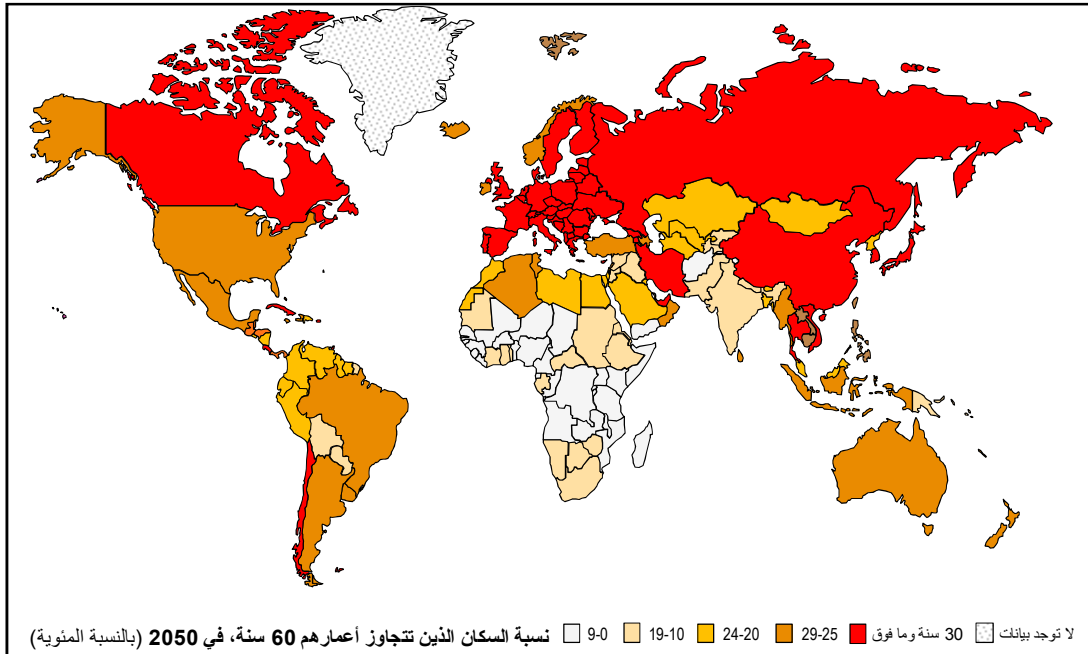 نسبة السكان الذين تتجاوز أعمارهم 60 سنة، في 2050 (بالنسبة المئوية) 9-0 19-10 24-20 29-25 30 سنة وما فوق لا توجد بيانات